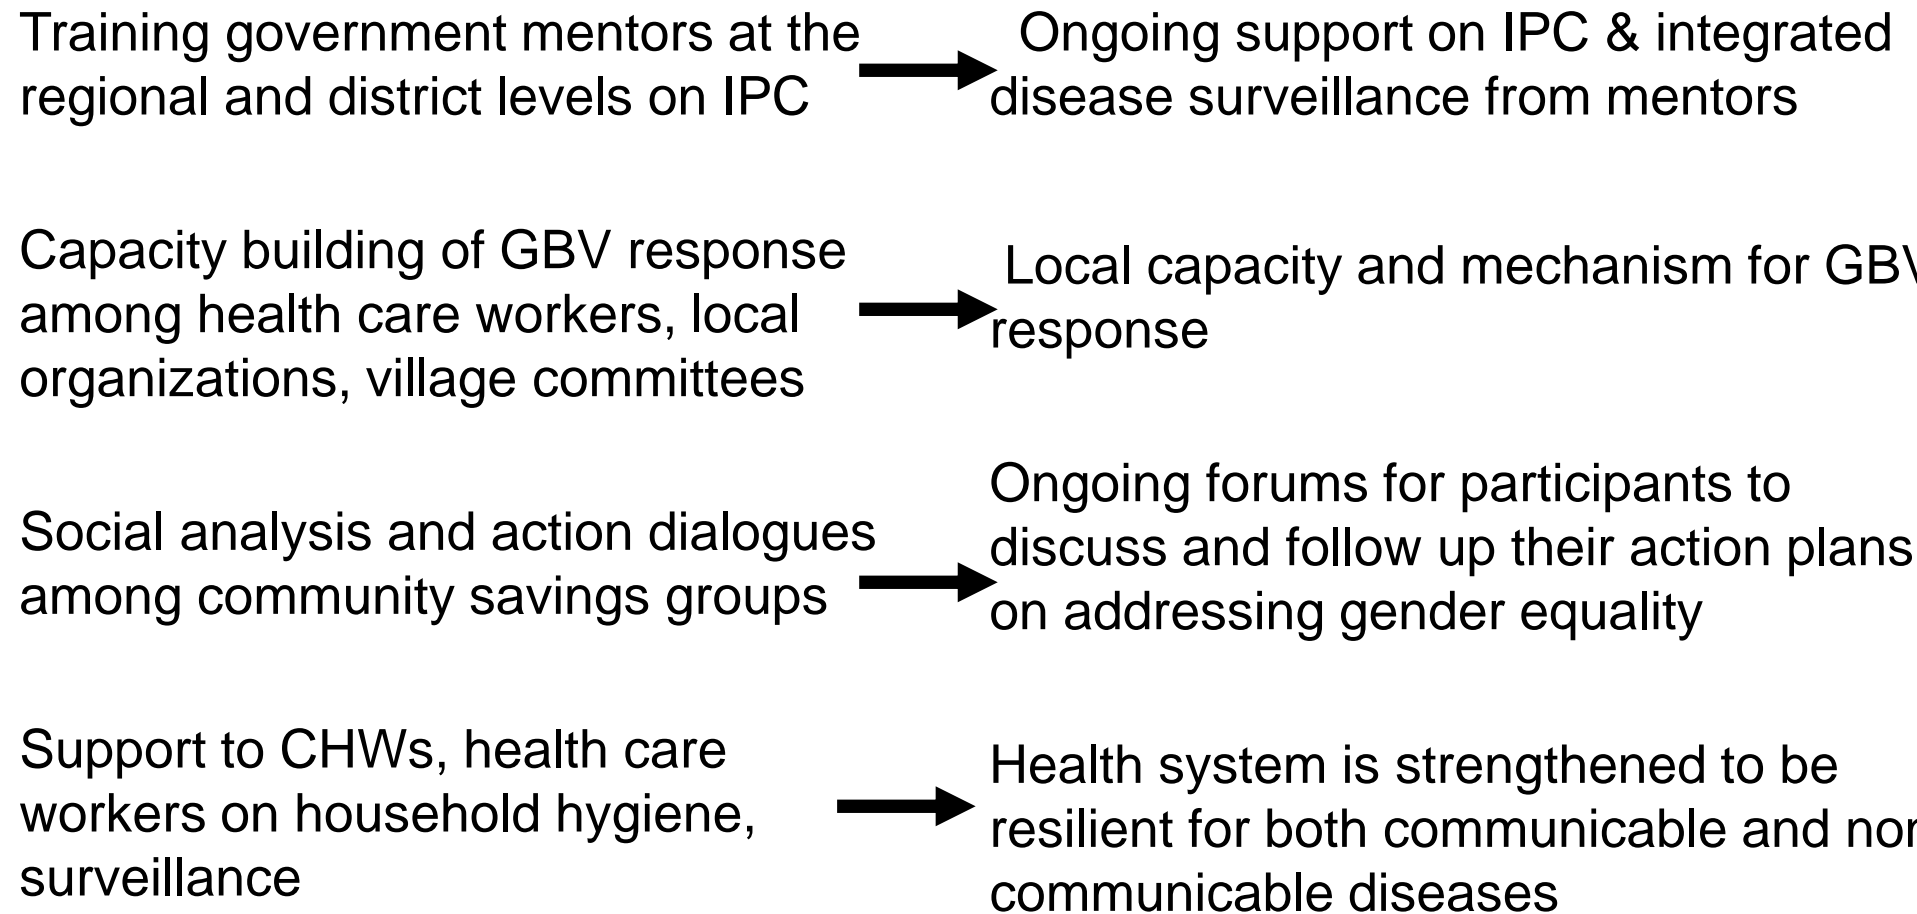 Training government mentors at the
regional and district levels on IPC
Ongoing support on IPC & integrated
disease surveillance from mentors
Capacity building of GBV response
among health care workers, local
organizations, village committees
Local capacity and mechanism for GBV
response
Social analysis and action dialogues
among community savings groups
Ongoing forums for participants to
discuss and follow up their action plans
on addressing gender equality
Support to CHWs, health care
workers on household hygiene,
surveillance
Health system is strengthened to be
resilient for both communicable and
communicable diseases